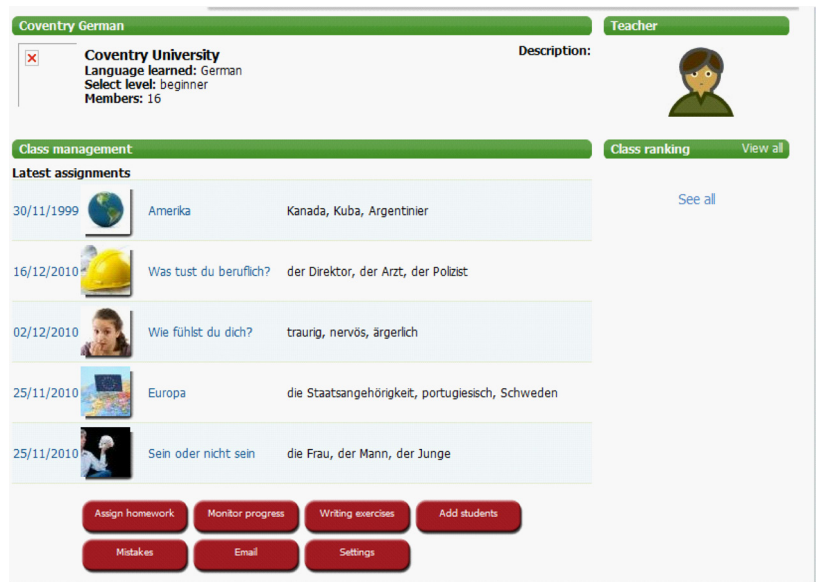 Coventry German
Teacher
Coventry University
Description:
Language learned: German
Select level: beginner
Members: 16
Class management
Class ranking
View all
Latest assignments
See all
30/11/1999 Amerika Kanada, Kuba, Argentinier
16/12/2010 Was tust du beruflich? der Direktor, der Arzt, der Polizist
02/12/2010 Wie fühlst du dich? traurig, nervös, ärgerlich
25/11/2010 Europa die Staatsangehörigkeit, portugiesisch, Schweden
25/11/2010 Sein oder nicht sein die Frau, der Mann, der Junge
Assign homework Monitor progress Writing exercises Add students
Mistakes Email Settings